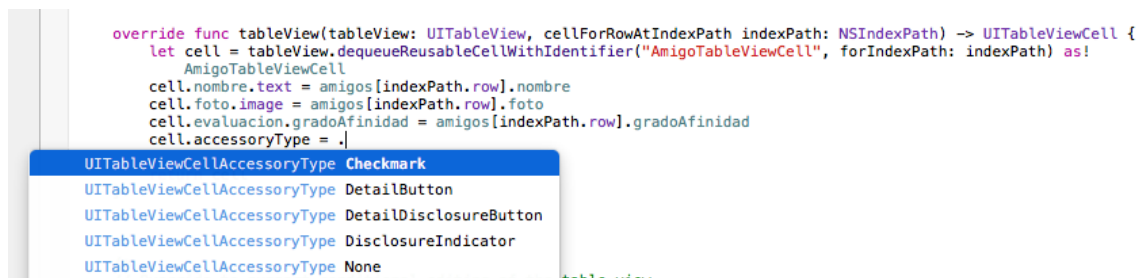 override func tableView(tableView: UITableView, cellForRowAtIndexPath indexPath: NSIndexPath) -> UITableViewCell {
let cell = tableView.dequeueReusableCellWithIdentifier("AmigoTableViewCell", forIndexPath: indexPath) as!
AmigoTableViewCell
cell.nombre.text = amigos[indexPath.row].nombre
cell.foto.image = amigos[indexPath.row].foto
cell.evaluacion.gradoAfinidad = amigos[indexPath.row].gradoAfinidad
cell.accessoryType = .
UITableViewCellAccessoryType Checkmark
UITableViewCellAccessoryType DetailButton
UITableViewCellAccessoryType DetailDisclosureButton
UITableViewCellAccessoryType DisclosureIndicator
UITableViewCellAccessoryType None
table view